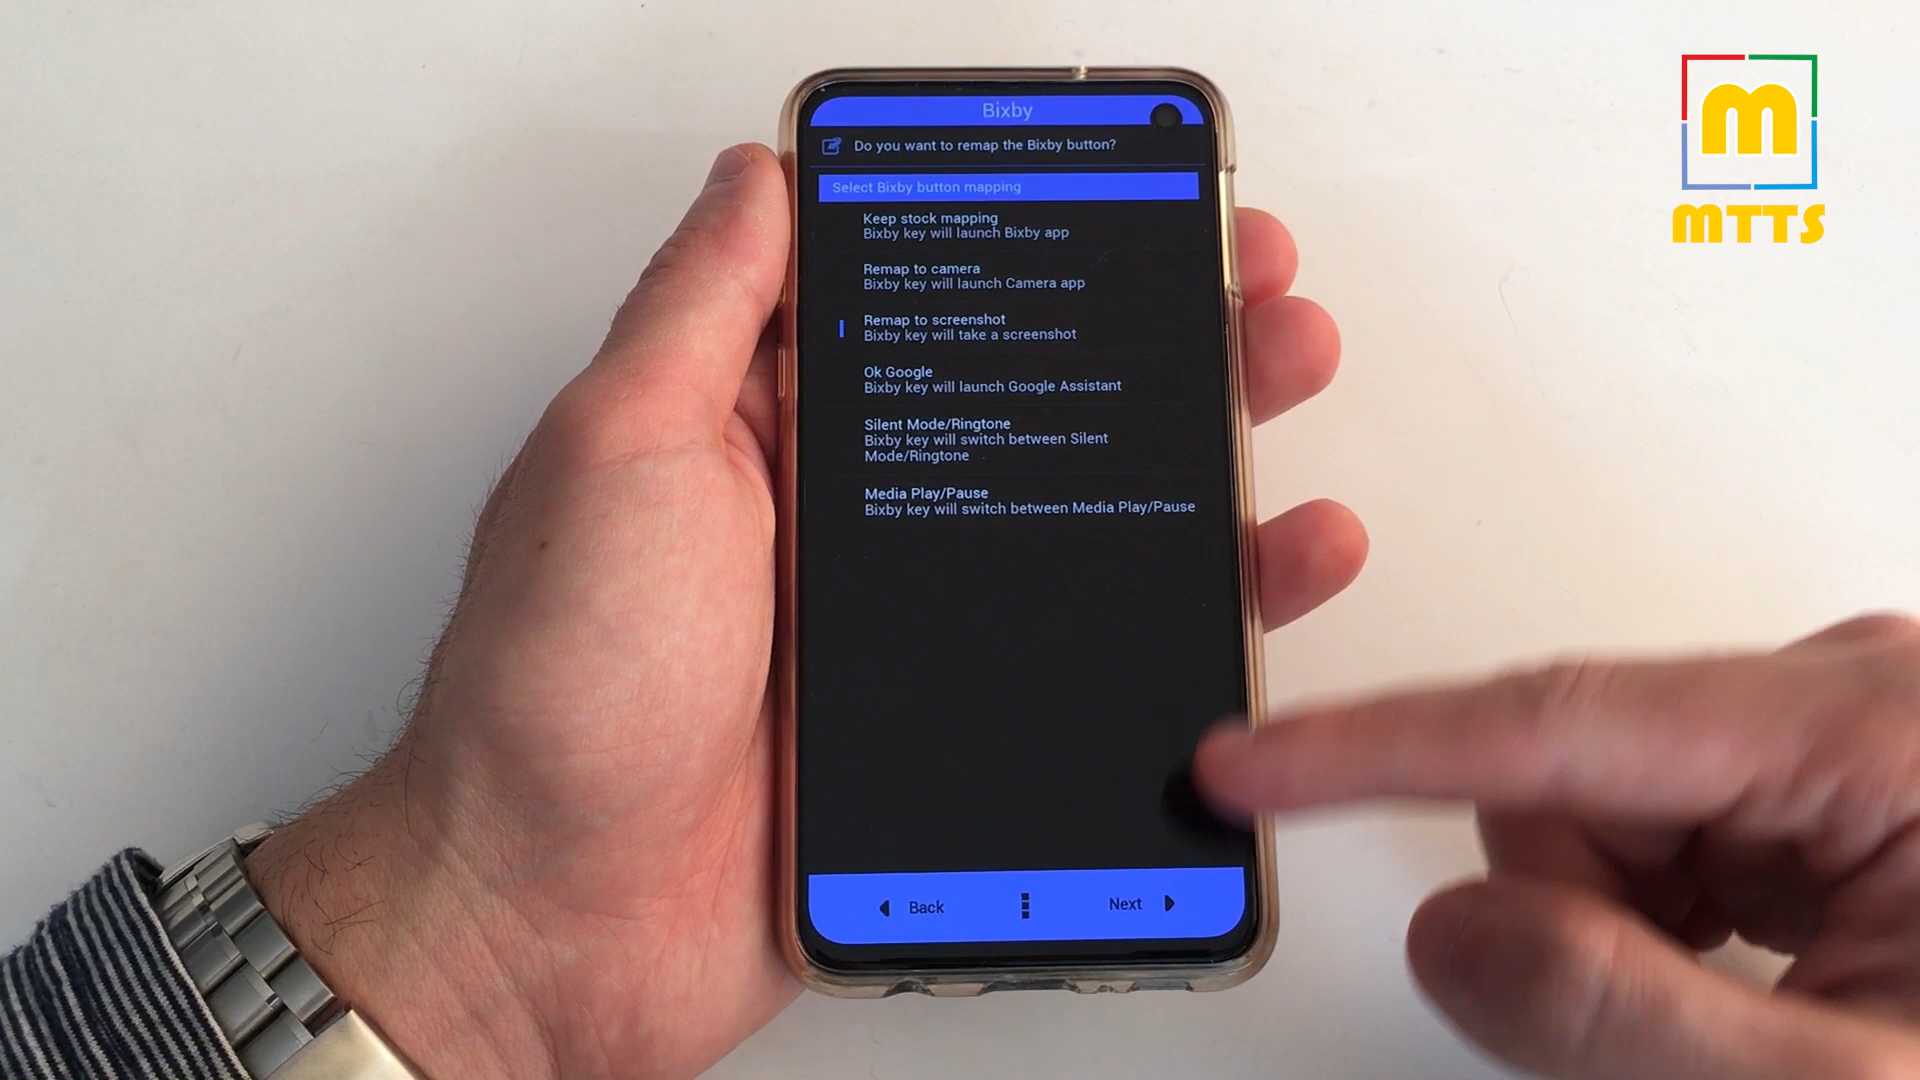 Bixby
Do you want to remap the Bixby button?
Select Bixby button mapping
Keep stock mapping
Bixby key will launch Bixby app
Remap to camera
Bixby key will launch Camera app
Remap to screenshot
Bixby key will take a screenshot
Ok Google
Bixby key will launch Google Assistant
Silent Mode/Ringtone
Bixby key will switch between Silent
Mode/Ringtone
Media Play/Pause
Bixby key will switch between Media Play/Pause
Back
Next
m
MTTS